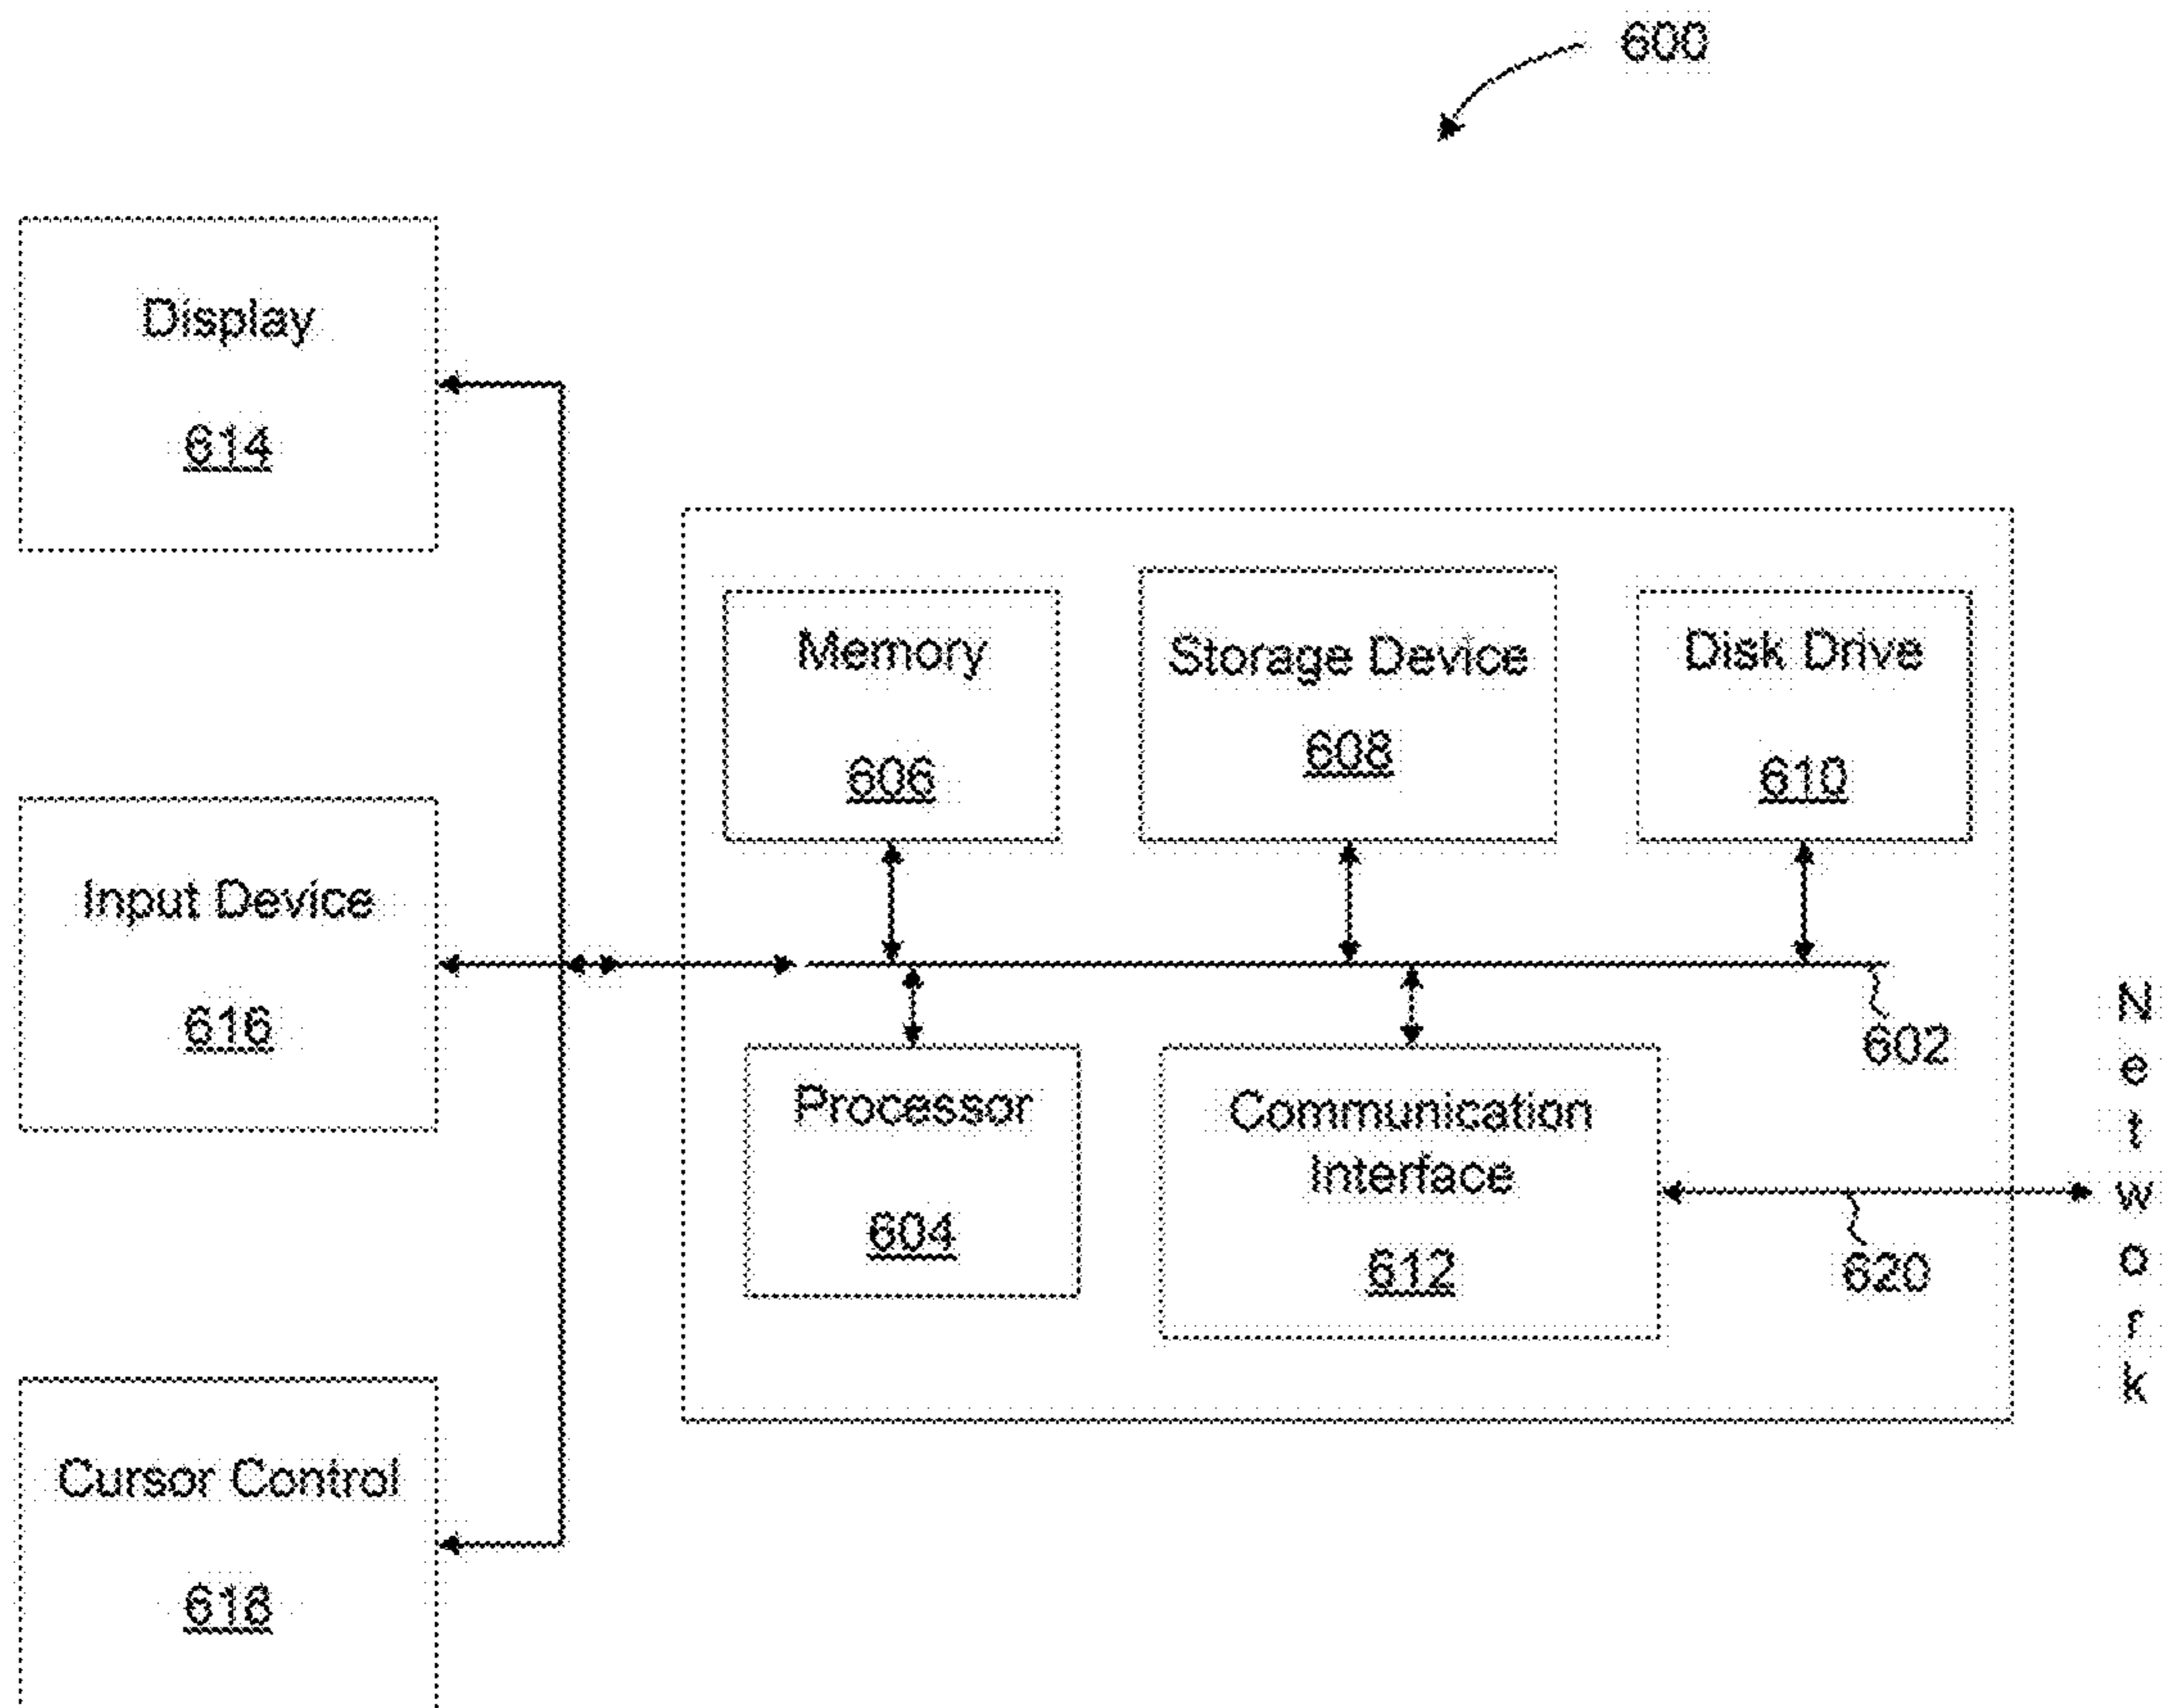 600
Display
614
Memory
606
Storage Device
608
Disk Drive
610
Input Device
616
602
Processor
604
Communication
Interface
612
620
Network
Cursor Control
618